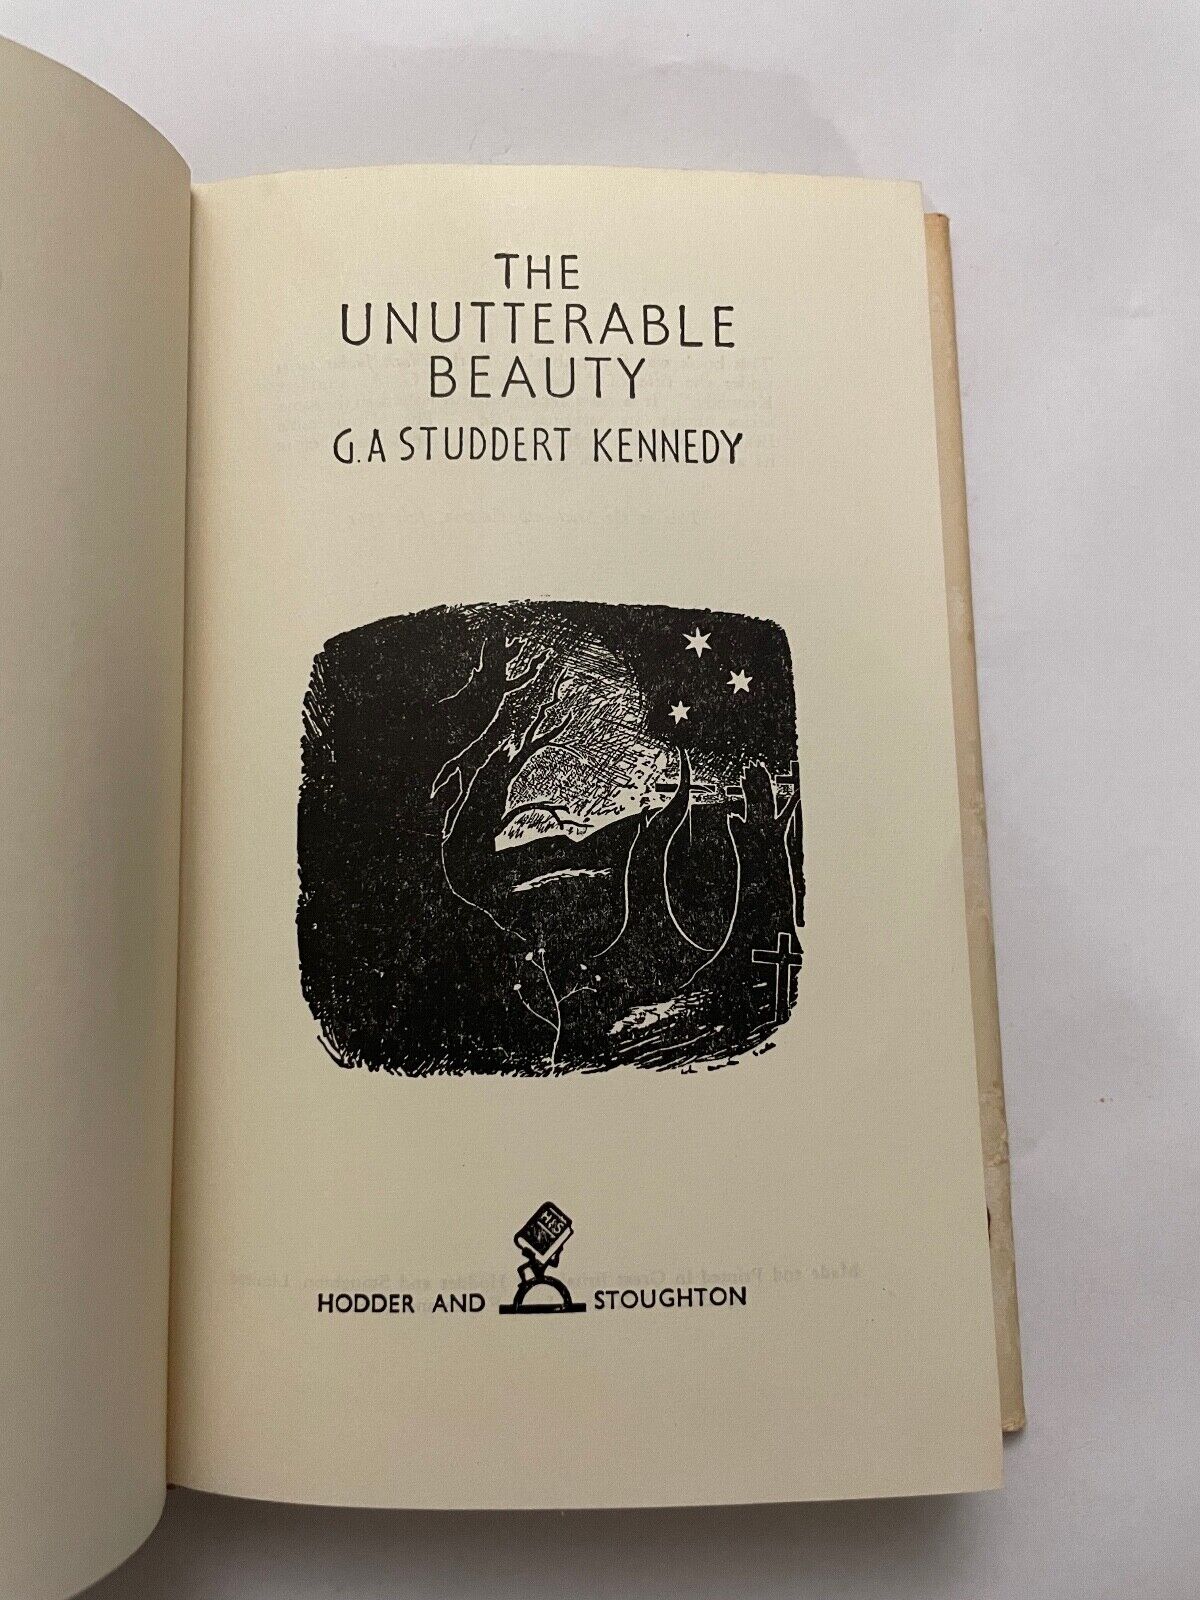 THE
UNUTTERABLE
BEAUTY
G.A STUDDERT KENNEDY
H&S
HODDER AND STOUGHTON